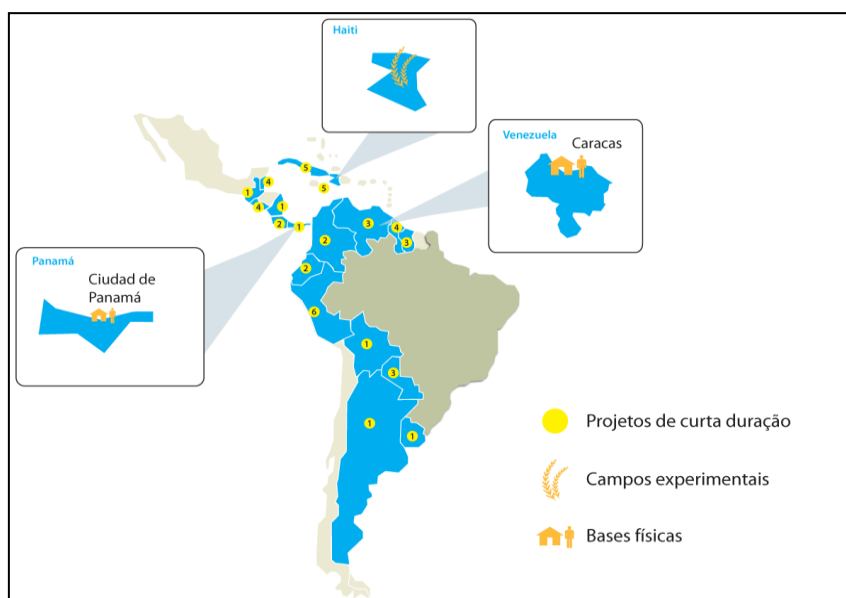 Haiti
Venezuela
Caracas
5
4
5
1
4
1
2
1
3
4
3
2
2
Panamá
Ciudad de
Panamá
6
1
3
1
1
Projetos de curta duração
Campos experimentais
Bases físicas